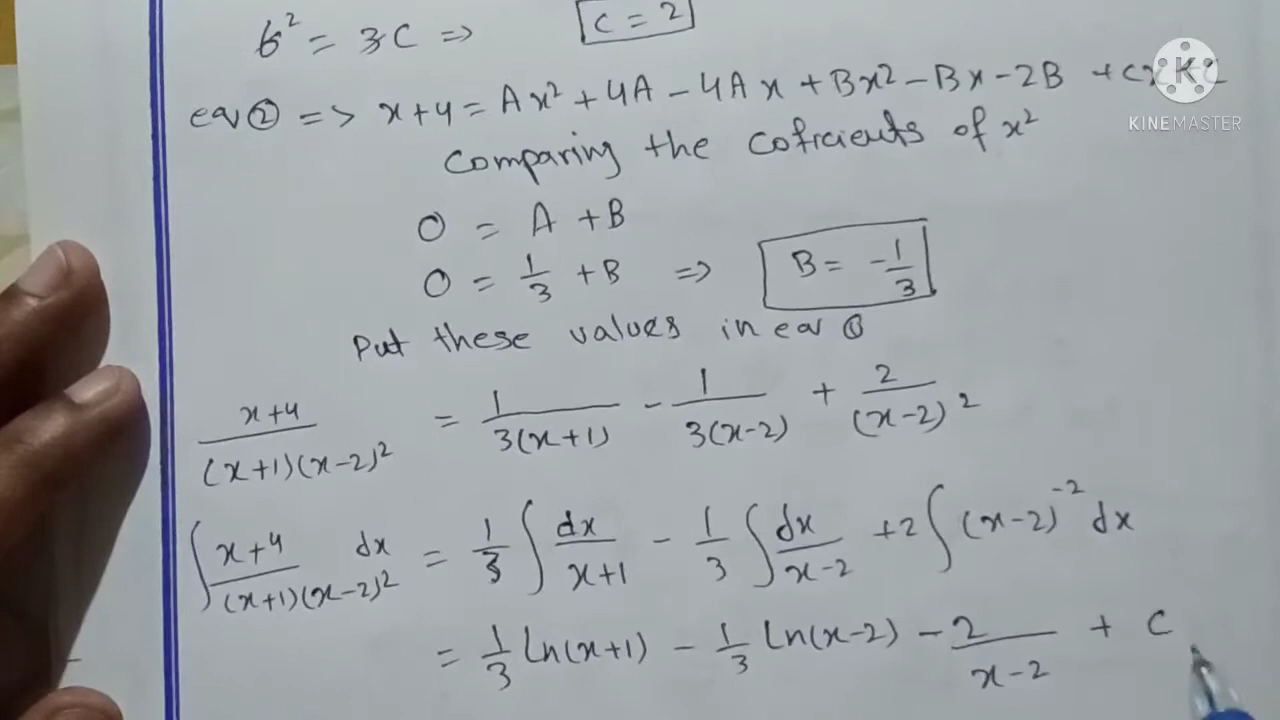 6² = 3C => C = 2
eq② => x+4 = Ax² + 4A - 4Ax + Bx² - Bx - 2B + Cx + C
KINEMASTER
Comparing the coficients of x²
0 = A + B
0 = 1/3 + B => B = -1/3
Put these values in eq ①
x+4/(x+1)(x-2)² = 1/3(x+1) - 1/3(x-2) + 2/(x-2)²
∫ x+4/(x+1)(x-2)² dx = 1/3 ∫ dx/x+1 - 1/3 ∫ dx/x-2 + 2 ∫ (x-2)⁻² dx
= 1/3 ln(x+1) - 1/3 ln(x-2) - 2/x-2 + C